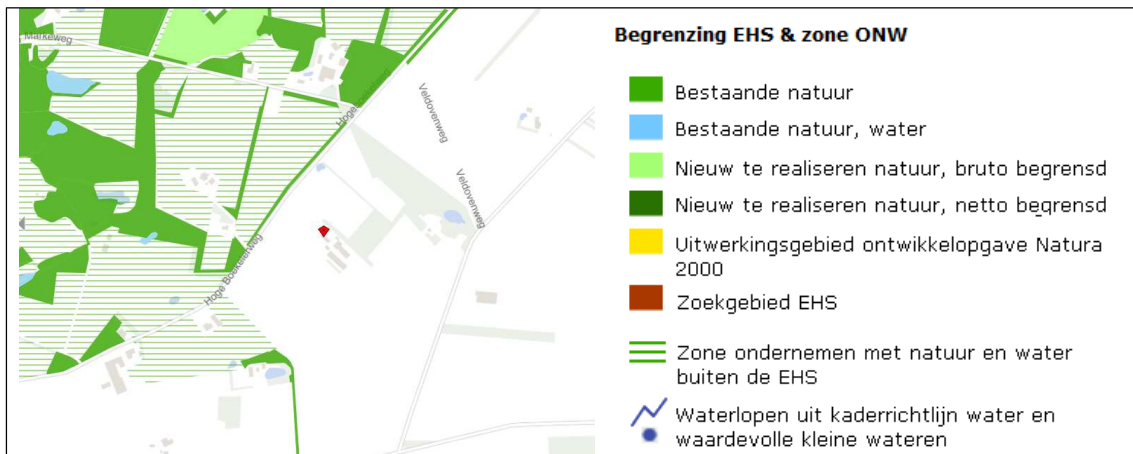 Markeweg
Hoge Boekelerweg
Veldovenweg
Veldovenweg
Hoge Boekelerweg
Begrenzing EHS & zone ONW
Bestaande natuur
Bestaande natuur, water
Nieuw te realiseren natuur, bruto begrensd
Nieuw te realiseren natuur, netto begrensd
Uitwerkingsgebied ontwikkelopgave Natura
2000
Zoekgebied EHS
Zone ondernemen met natuur en water
buiten de EHS
Waterlopen uit kaderrichtlijn water en
waardevolle kleine wateren